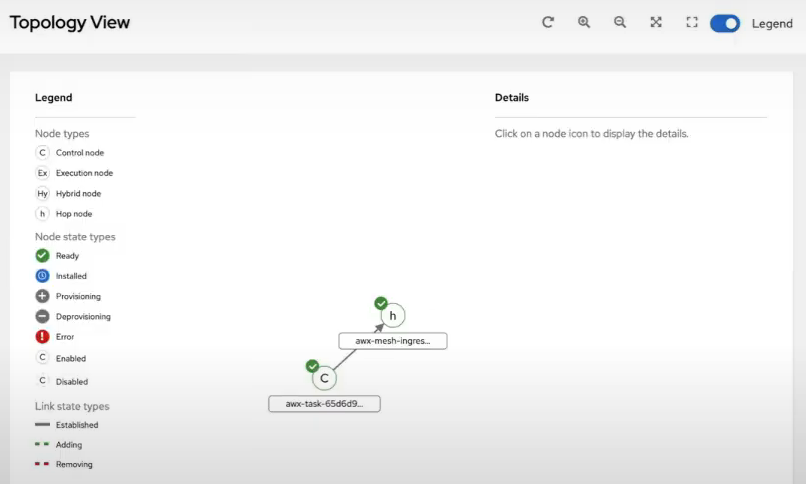 Topology View
Legend
Legend
Details
Node types
Click on a node icon to display the details.
C Control node
Ex Execution node
Hy Hybrid node
h Hop node
Node state types
Ready
Installed
Provisioning
Deprovisioning
! Error
C Enabled
C Disabled
Link state types
Established
Adding
Removing
h
awx-mesh-ingres...
C
awx-task-65d6d9...